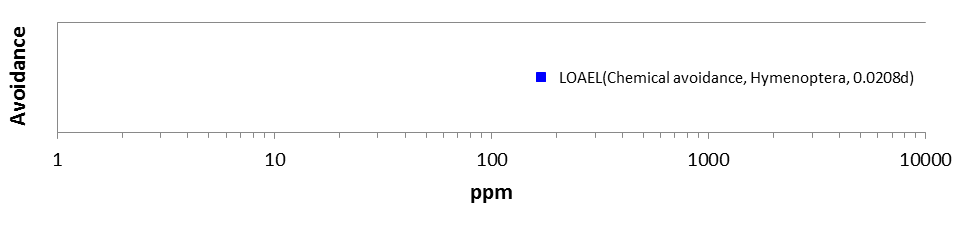 Avoidance
LOAEL(Chemical avoidance, Hymenoptera, 0.0208d)
1 10 100 1000 10000
ppm